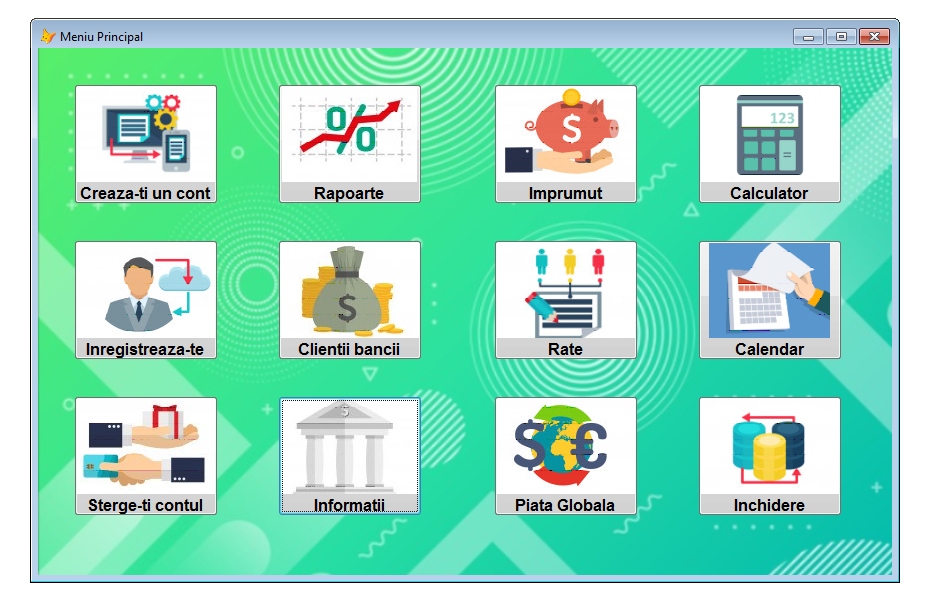 Meniu Principal
123
Creaza-ti un cont
Rapoarte
Imprumut
Calculator
Inregistreaza-te
Clientii bancii
Rate
Calendar
Sterge-ti contul
Informatii
Piata Globala
Inchidere